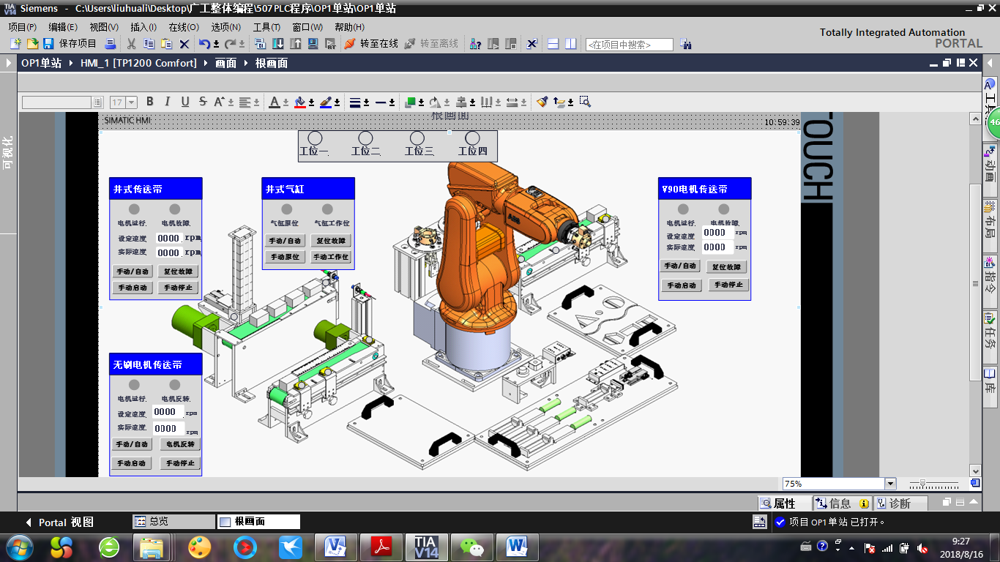 Siemens - C:\Users\liuhuali\Desktop\广工整体编程\507PLC程序\OP1单站\OP1单站
项目(P) 编辑(E) 视图(V) 插入(I) 在线(O) 选项(N) 工具(T) 窗口(W) 帮助(H)
Totally Integrated Automation
PORTAL
保存项目 转至在线 转至离线 <在项目中搜索>
OP1单站 HMI_1 [TP1200 Comfort] 画面 根画面
17 B I U S A A
可视化
SIMATIC HMI
根画面
10:59:39
TOUCH
工位一 工位二 工位三 工位四
井式传送带
电机运行 电机故障
设定速度 0000 rpm
实际速度 0000 rpm
手动/自动 复位故障
手动启动 手动停止
井式气缸
气缸原位 气缸工作位
手动/自动 复位故障
手动原位 手动工作位
V90电机传送带
电机运行 电机故障
设定速度 0000 rpm
实际速度 0000 rpm
手动/自动 复位故障
手动启动 手动停止
ABB
无刷电机传送带
电机运行 电机反转
设定速度 0000 rpm
实际速度 0000 rpm
手动/自动 电机反转
手动启动 手动停止
46
动画
布局
指令
任务
库
75%
属性 信息 诊断
Portal 视图 总览 根画面 项目 OP1单站 已打开。
TIA V14
9:27
2018/8/16